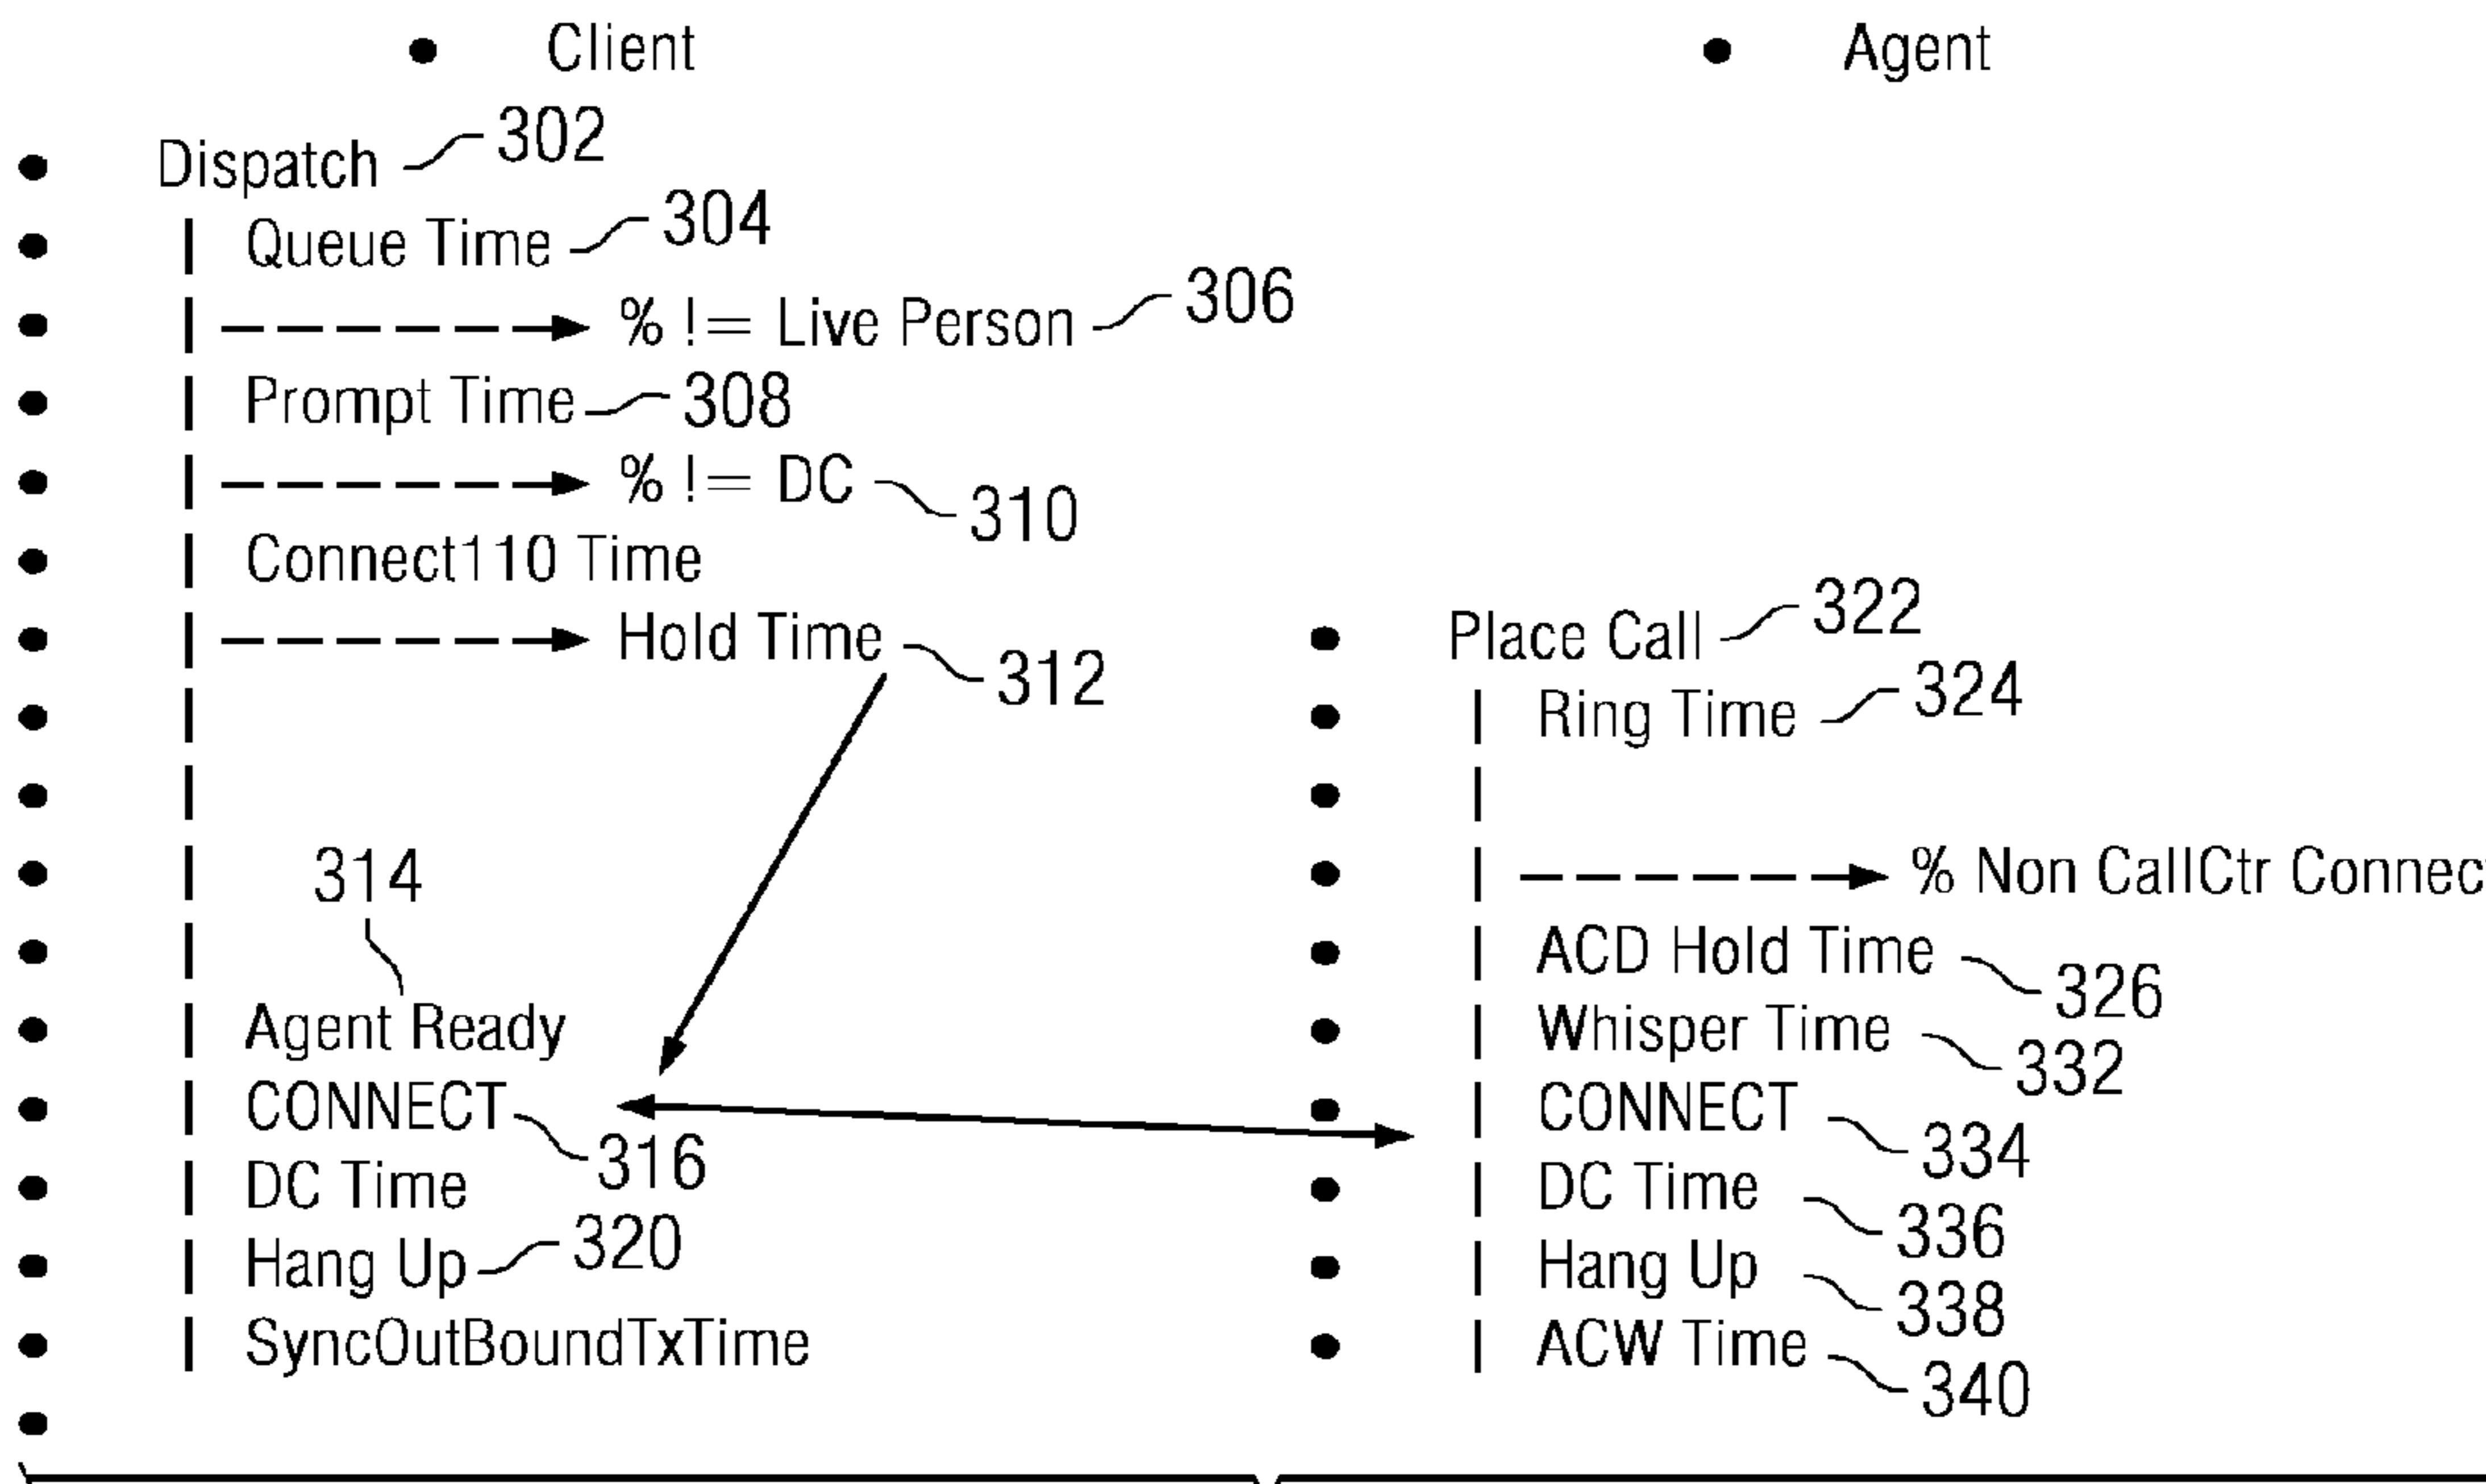 • Client • Agent
• Dispatch 302
• | Queue Time 304
• | % != Live Person 306
• | Prompt Time 308
• | % != DC 310
• | Connect110 Time
• | Hold Time 312 • Place Call 322
• | • | Ring Time 324
• | • |
• | 314 • | % Non CallCtr Connec
• | • | ACD Hold Time 326
• | Agent Ready • | Whisper Time 332
• | CONNECT 316 • | CONNECT 334
• | DC Time • | DC Time 336
• | Hang Up 320 • | Hang Up 338
• | SyncOutBoundTxTime • | ACW Time 340
•